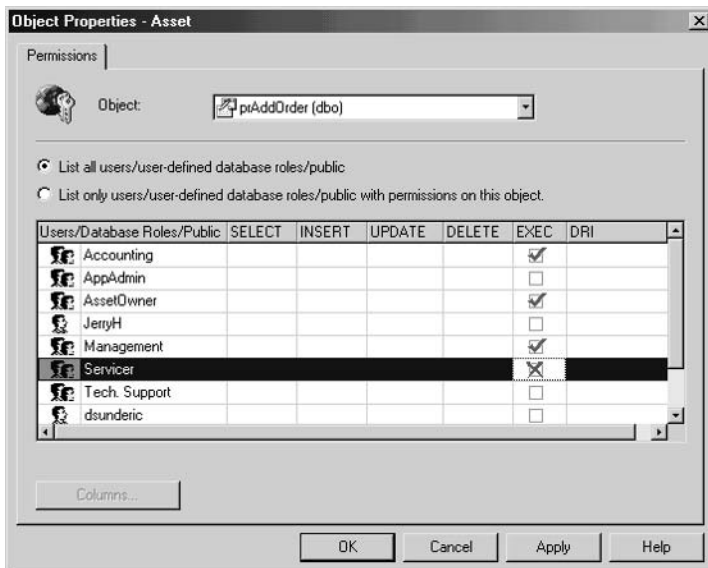 Object Properties - Asset
Permissions
Object: prAddOrder (dbo)
List all users/user-defined database roles/public
List only users/user-defined database roles/public with permissions on this object.
Users/Database Roles/Public SELECT INSERT UPDATE DELETE EXEC DRI
Accounting
AppAdmin
AssetOwner
JerryH
Management
Servicer
Tech. Support
dsunderic
Columns...
OK Cancel Apply Help